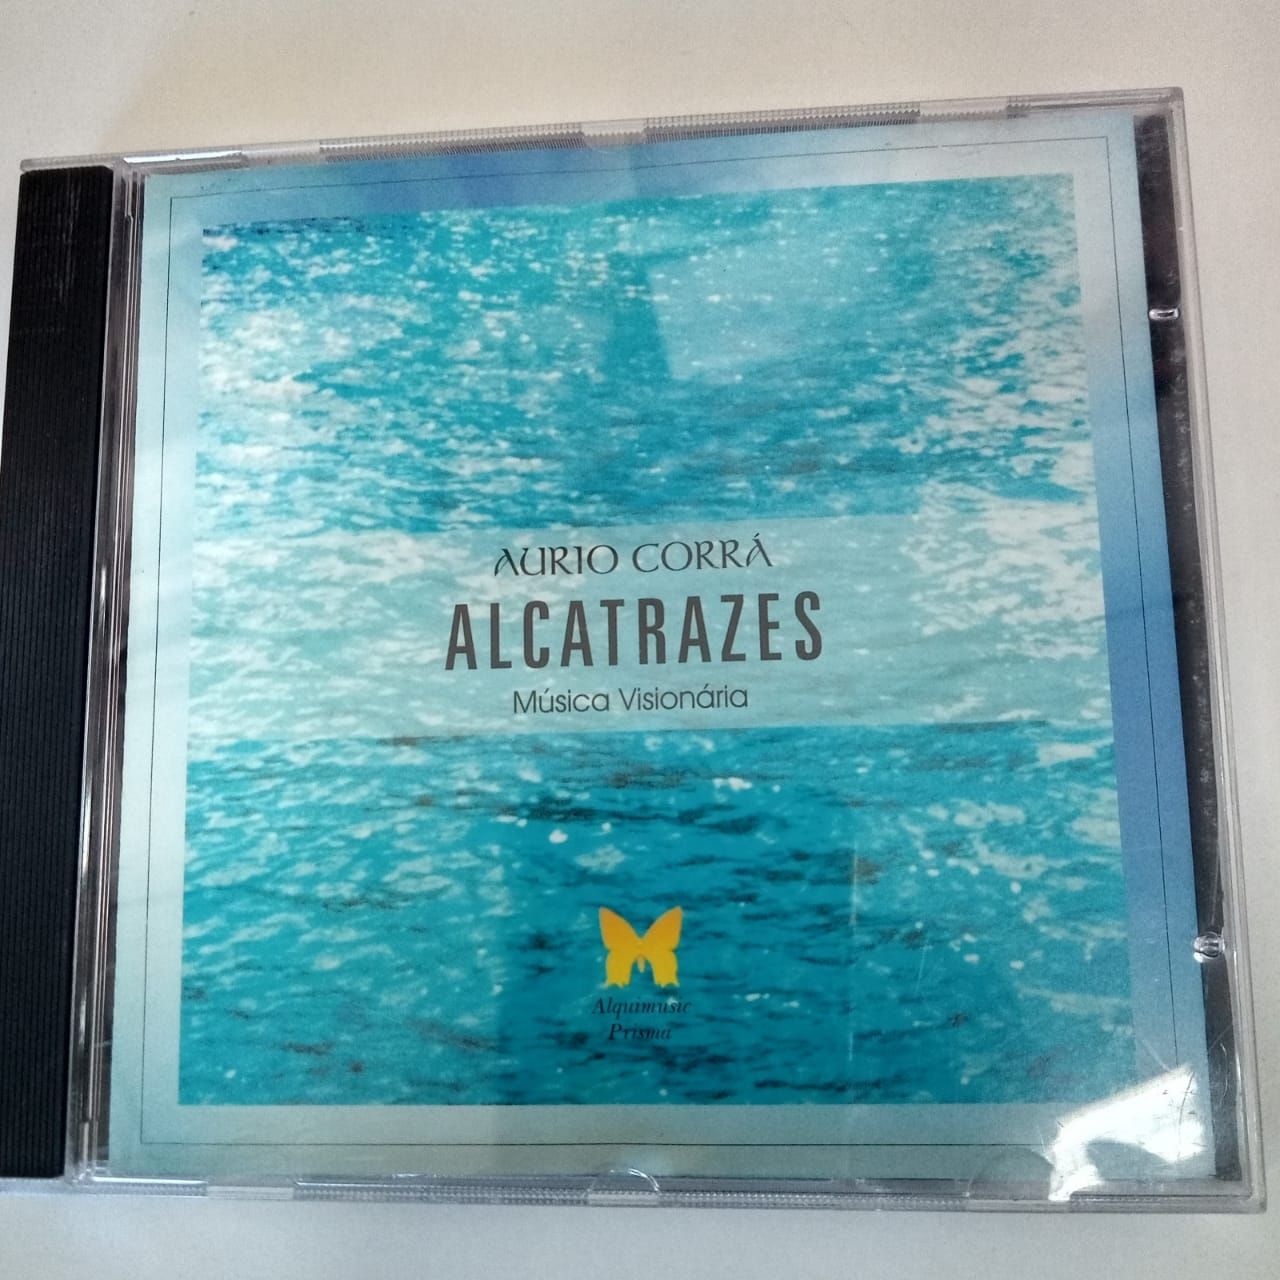 AURIO CORRÁ
ALCATRAZES
Música Visionária
Alquimusic
Prisma